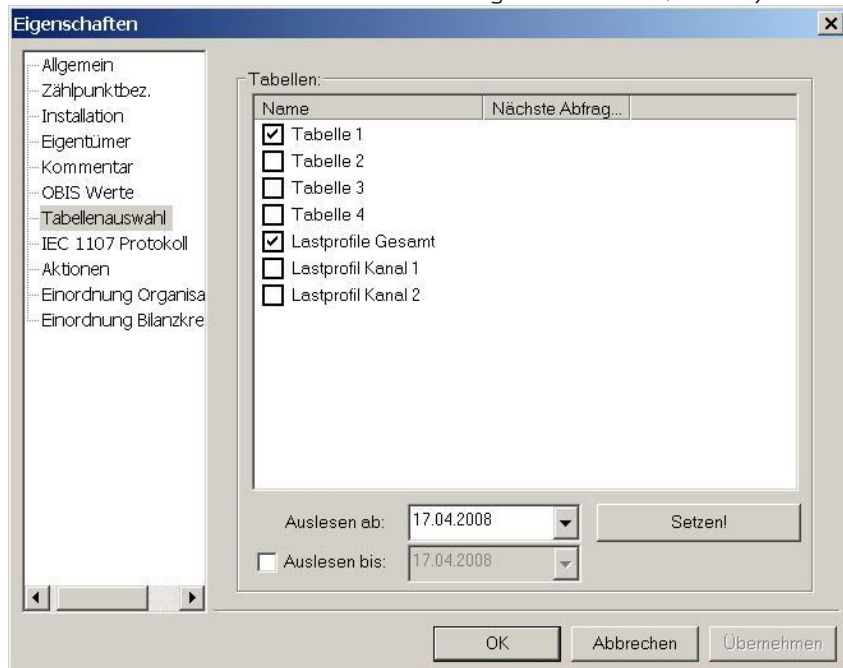 Eigenschaften
Allgemein
Zählpunktbez.
Installation
Eigentümer
Kommentar
OBIS Werte
Tabellenauswahl
IEC 1107 Protokoll
Aktionen
Einordnung Organisa
Einordnung Bilanzkre
Tabellen:
Name Nächste Abfrag...
Tabelle 1
Tabelle 2
Tabelle 3
Tabelle 4
Lastprofile Gesamt
Lastprofil Kanal 1
Lastprofil Kanal 2
Auslesen ab: 17.04.2008 Setzen!
Auslesen bis: 17.04.2008
OK Abbrechen Übernehmen